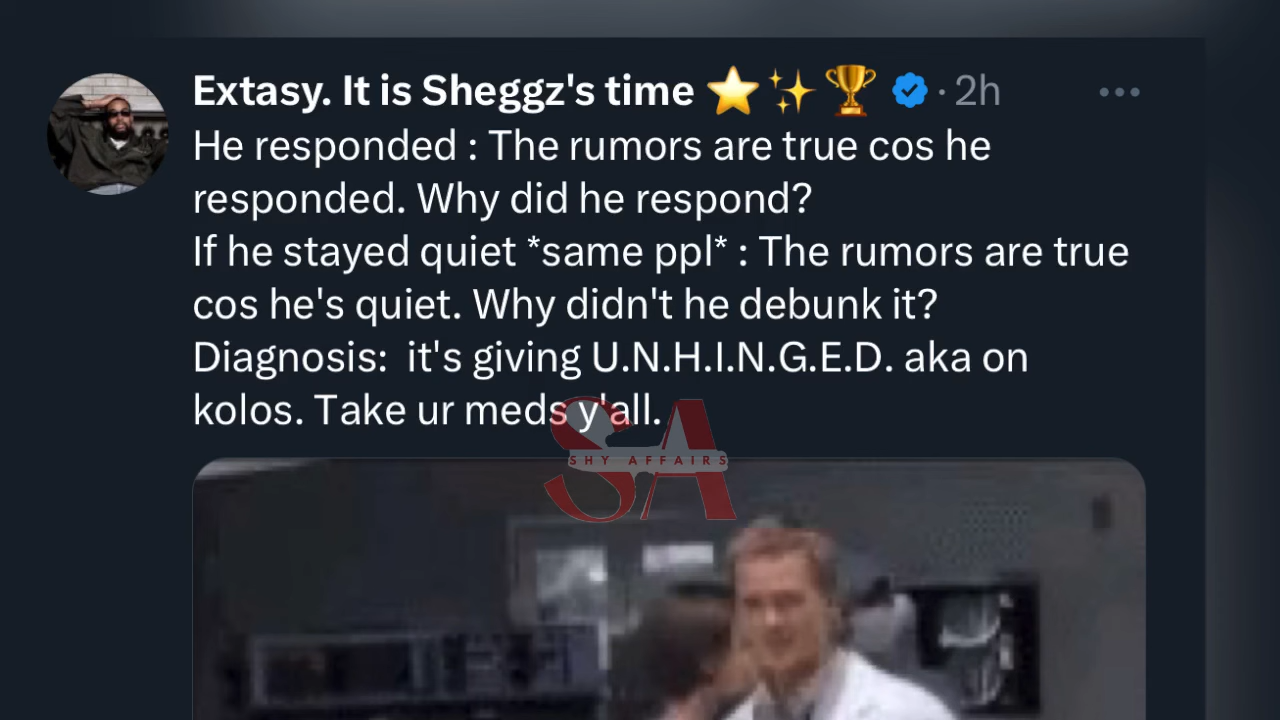 Extasy. It is Sheggz's time ⭐✨🏆 · 2h
He responded : The rumors are true cos he
responded. Why did he respond?
If he stayed quiet *same ppl* : The rumors are true
cos he's quiet. Why didn't he debunk it?
Diagnosis:  it's giving U.N.H.I.N.G.E.D. aka on
kolos. Take ur meds y'all.
SA
SHY AFFAIRS